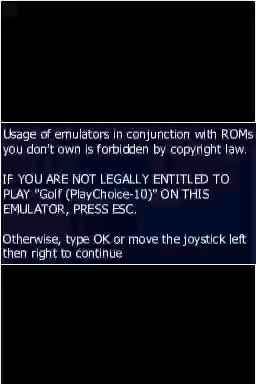 Usage of emulators in conjunction with ROMs
you don't own is forbidden by copyright law.
IF YOU ARE NOT LEGALLY ENTITLED TO
PLAY "Golf (PlayChoice-10)" ON THIS
EMULATOR, PRESS ESC.
Otherwise, type OK or move the joystick left
then right to continue